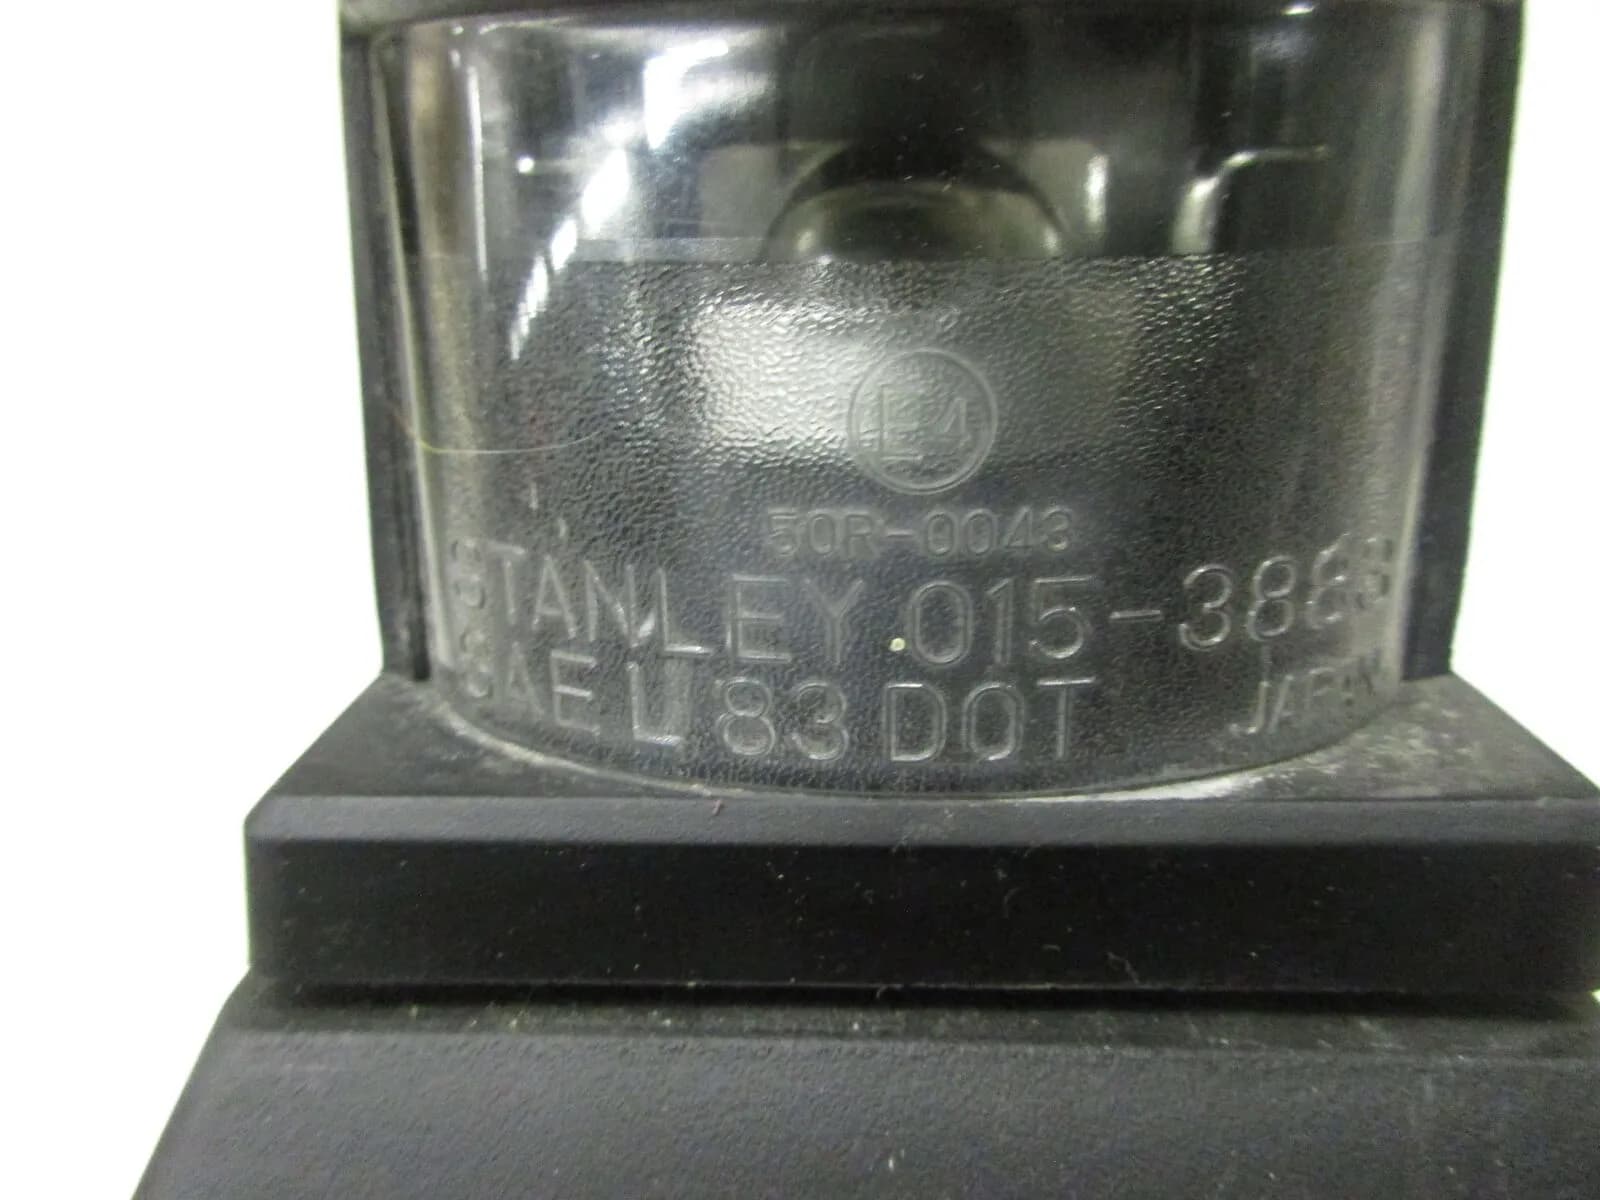 E4
50R-0043
STANLEY 015-3888
SAE L 83 DOT JAPAN